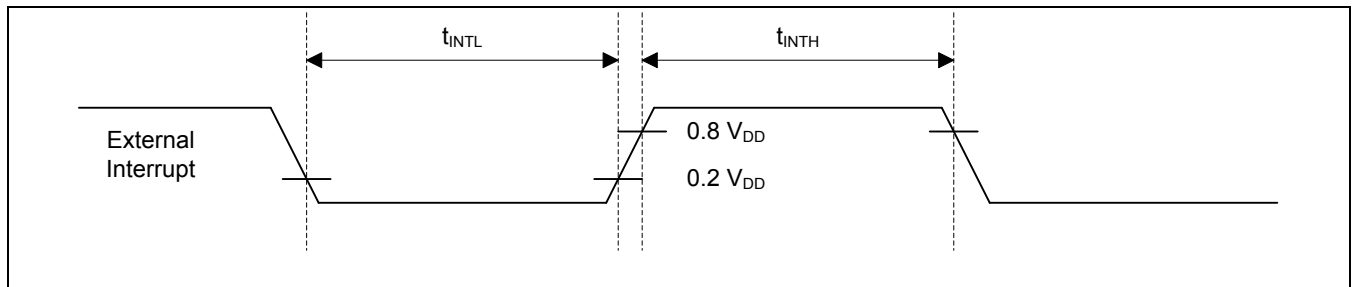 tINTL
tINTH
External
Interrupt
0.8 VDD
0.2 VDD